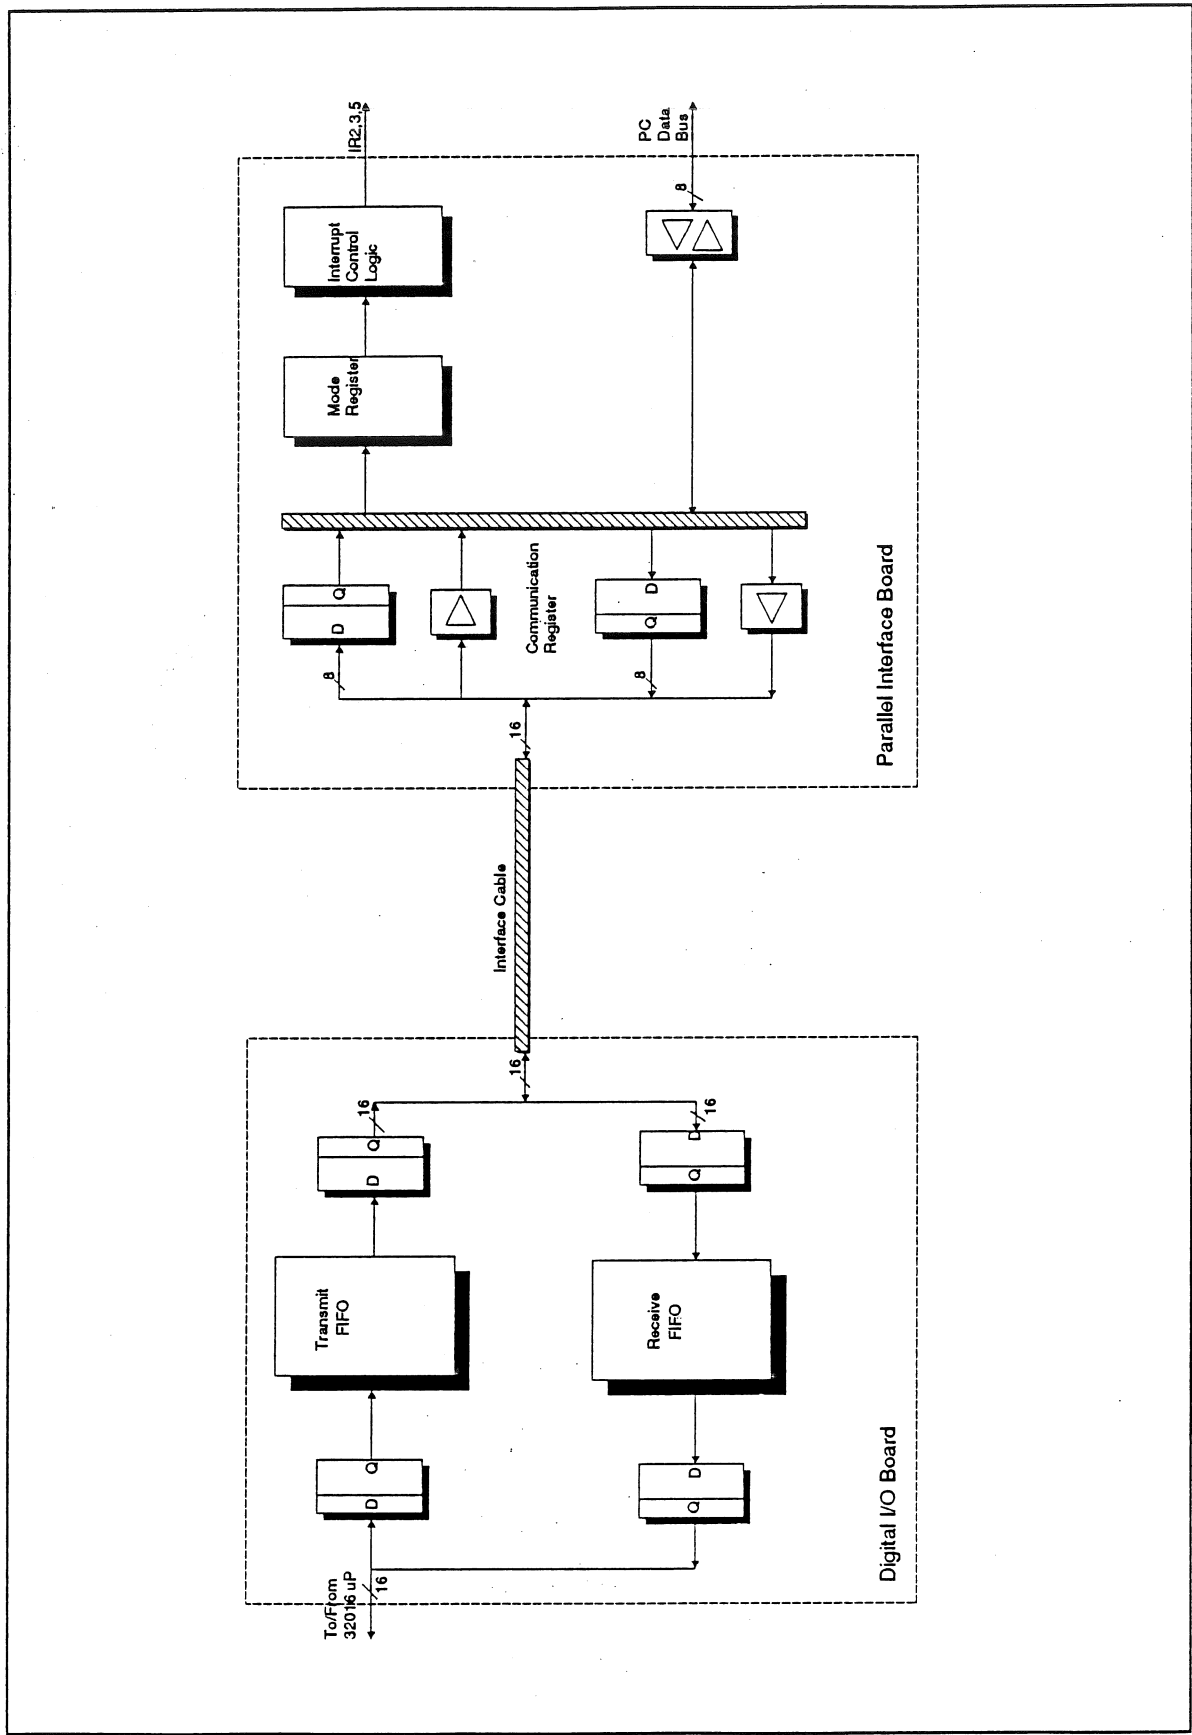 To/From
32016 uP
16
D
Q
Transmit
FIFO
D
Q
16
Q
D
Receive
FIFO
Q
D
16
Digital I/O Board
16
Interface Cable
16
8
D
Q
Communication
Register
8
Q
D
Mode
Register
Interrupt
Control
Logic
IR2,3,5
8
PC
Data
Bus
Parallel Interface Board